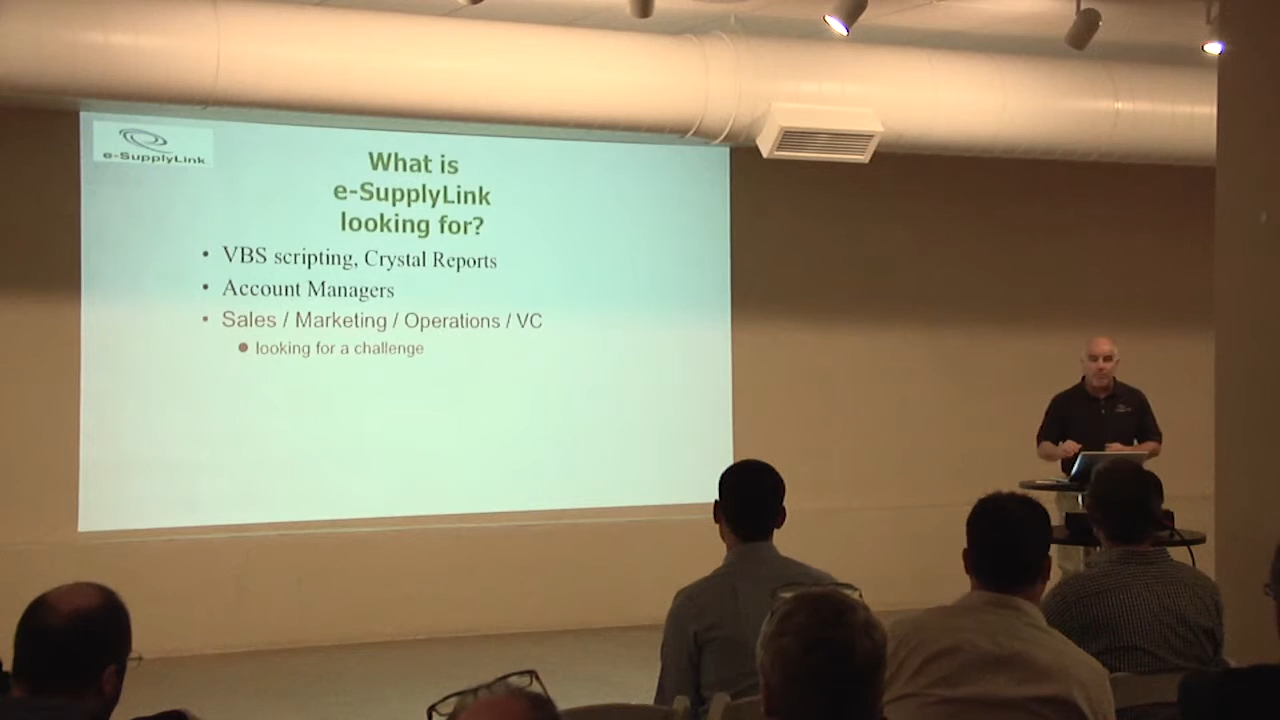 e-SupplyLink
What is
e-SupplyLink
looking for?
• VBS scripting, Crystal Reports
• Account Managers
• Sales / Marketing / Operations / VC
• looking for a challenge